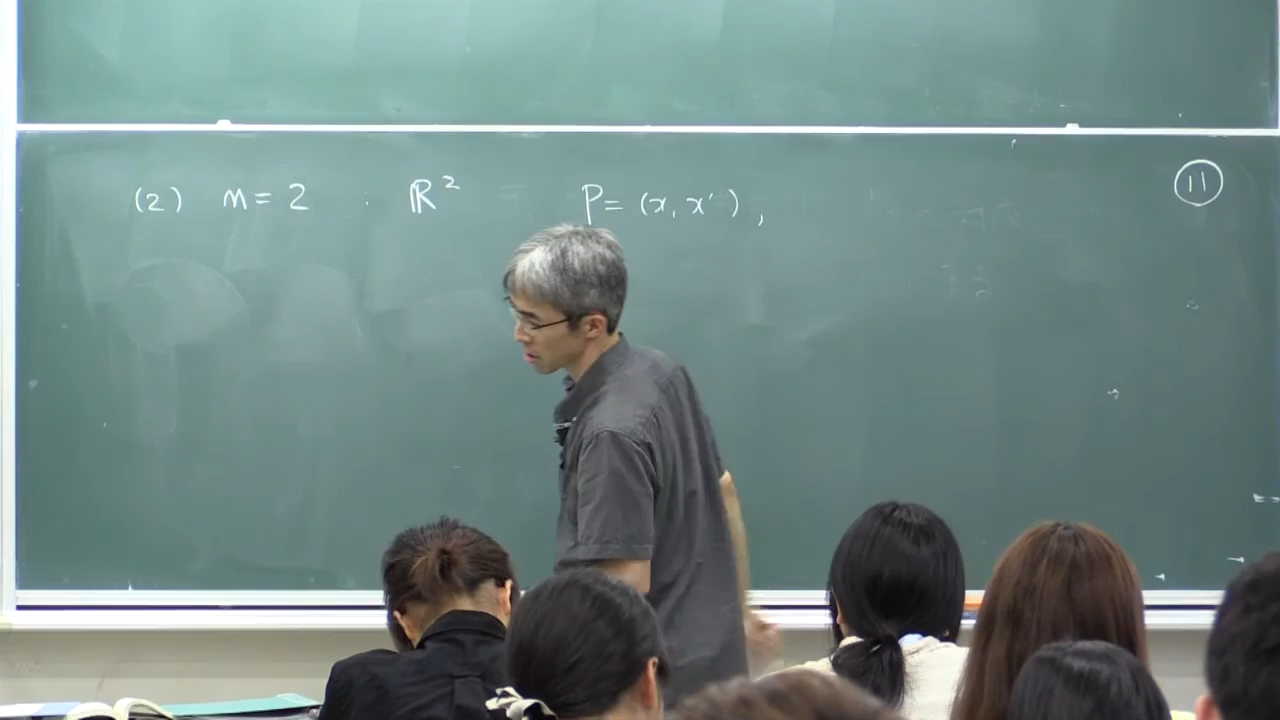 (2) n = 2 : ℝ² P = (x, x'),
⑪